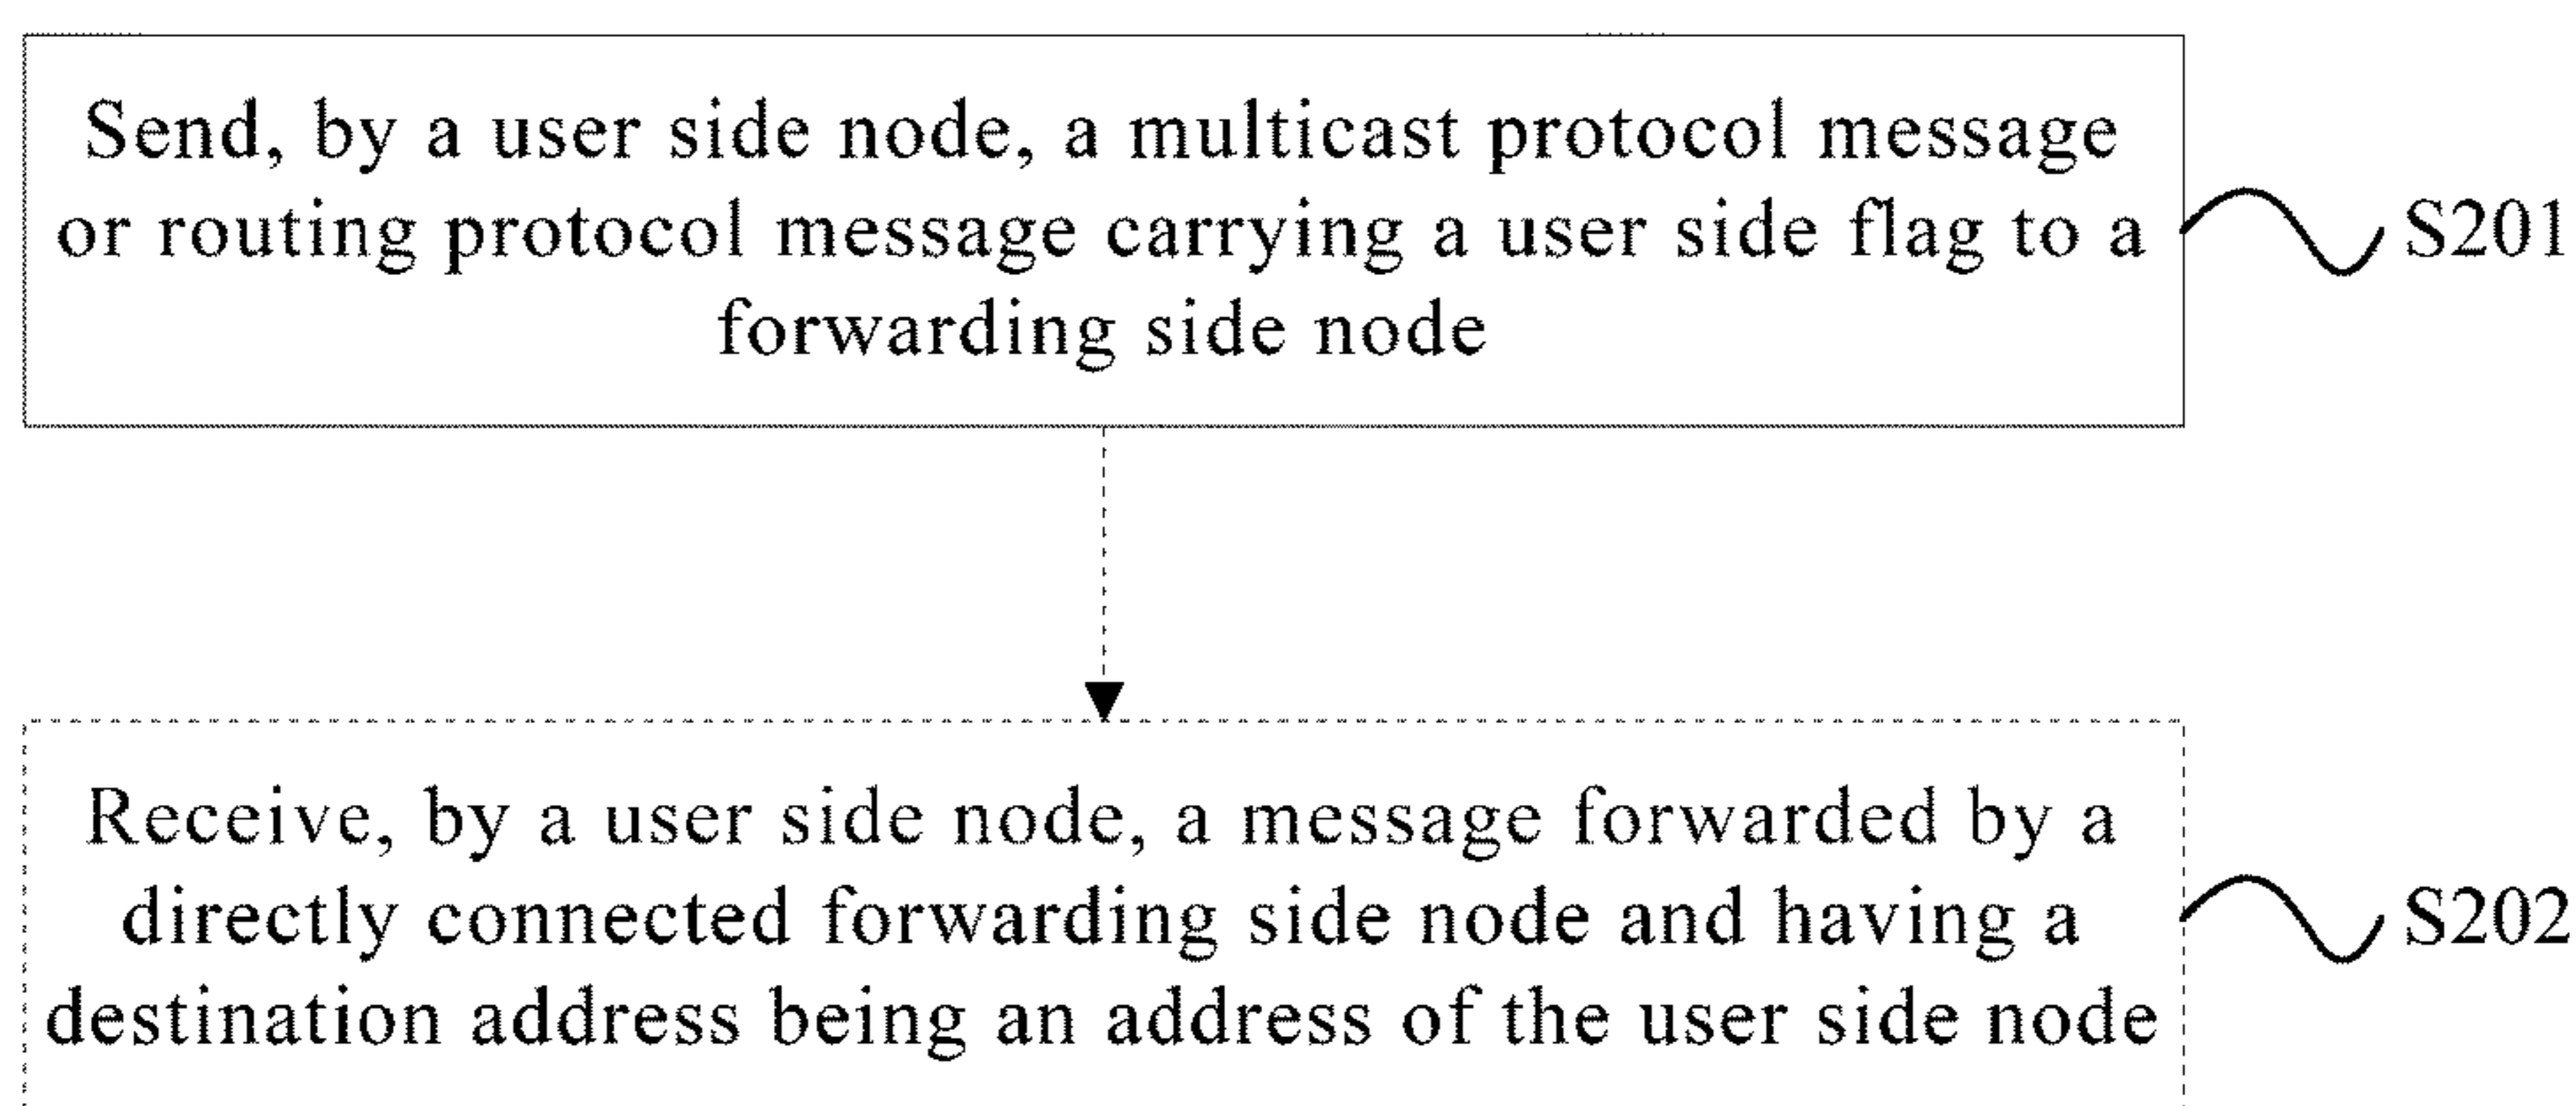 Send, by a user side node, a multicast protocol message
or routing protocol message carrying a user side flag to a
forwarding side node
S201
Receive, by a user side node, a message forwarded by a
directly connected forwarding side node and having a
destination address being an address of the user side node
S202